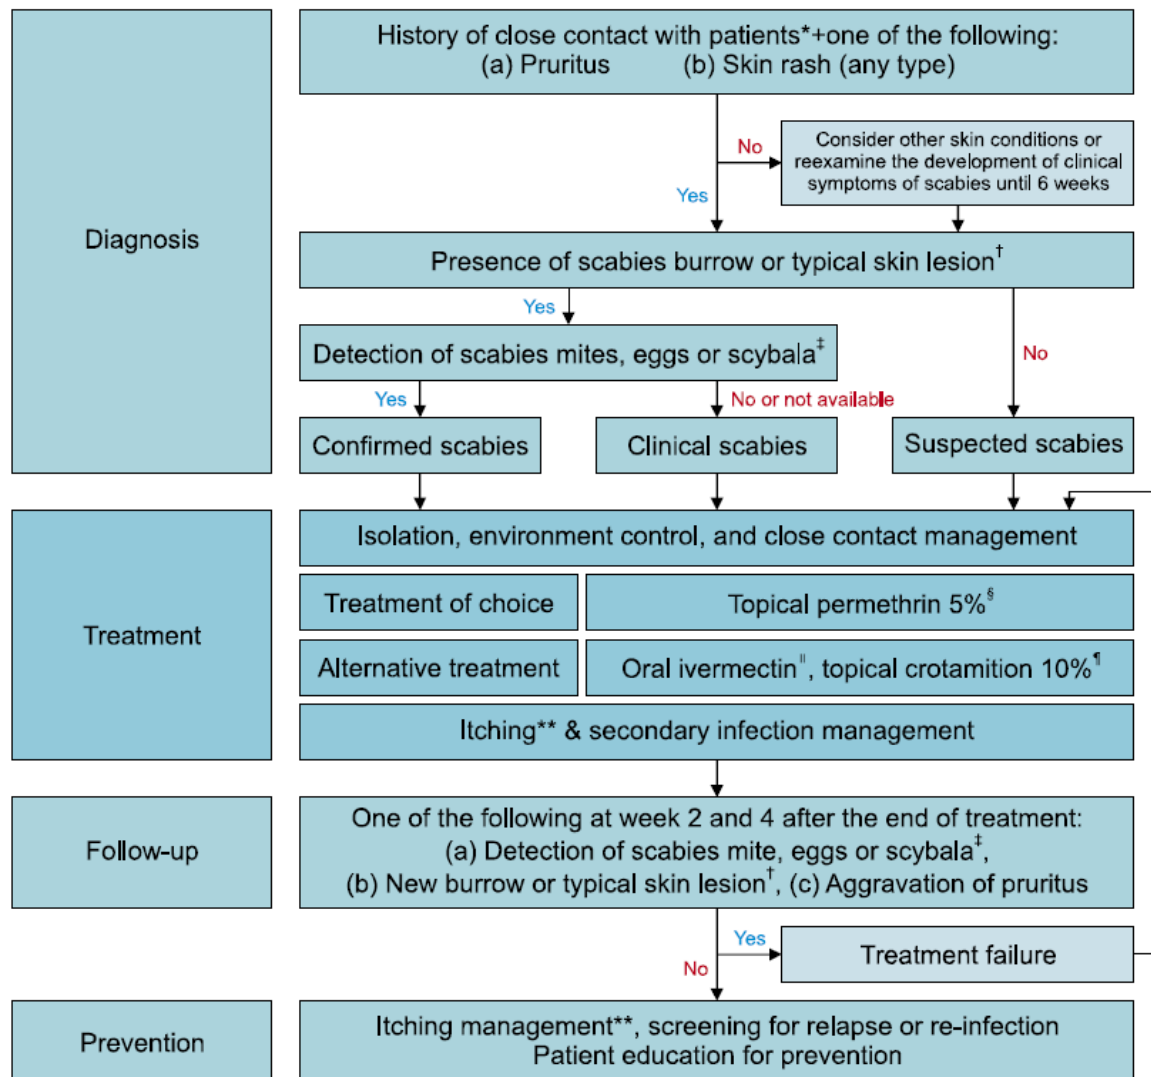 Diagnosis
History of close contact with patients*+one of the following:
(a) Pruritus (b) Skin rash (any type)
No
Consider other skin conditions or
reexamine the development of clinical
symptoms of scabies until 6 weeks
Yes
Presence of scabies burrow or typical skin lesion†
Yes
No
Detection of scabies mites, eggs or scybala‡
Yes
No or not available
Confirmed scabies
Clinical scabies
Suspected scabies
Treatment
Isolation, environment control, and close contact management
Treatment of choice
Topical permethrin 5%§
Alternative treatment
Oral ivermectin‖, topical crotamition 10%¶
Itching** & secondary infection management
Follow-up
One of the following at week 2 and 4 after the end of treatment:
(a) Detection of scabies mite, eggs or scybala‡,
(b) New burrow or typical skin lesion†, (c) Aggravation of pruritus
Yes
Treatment failure
No
Prevention
Itching management**, screening for relapse or re-infection
Patient education for prevention